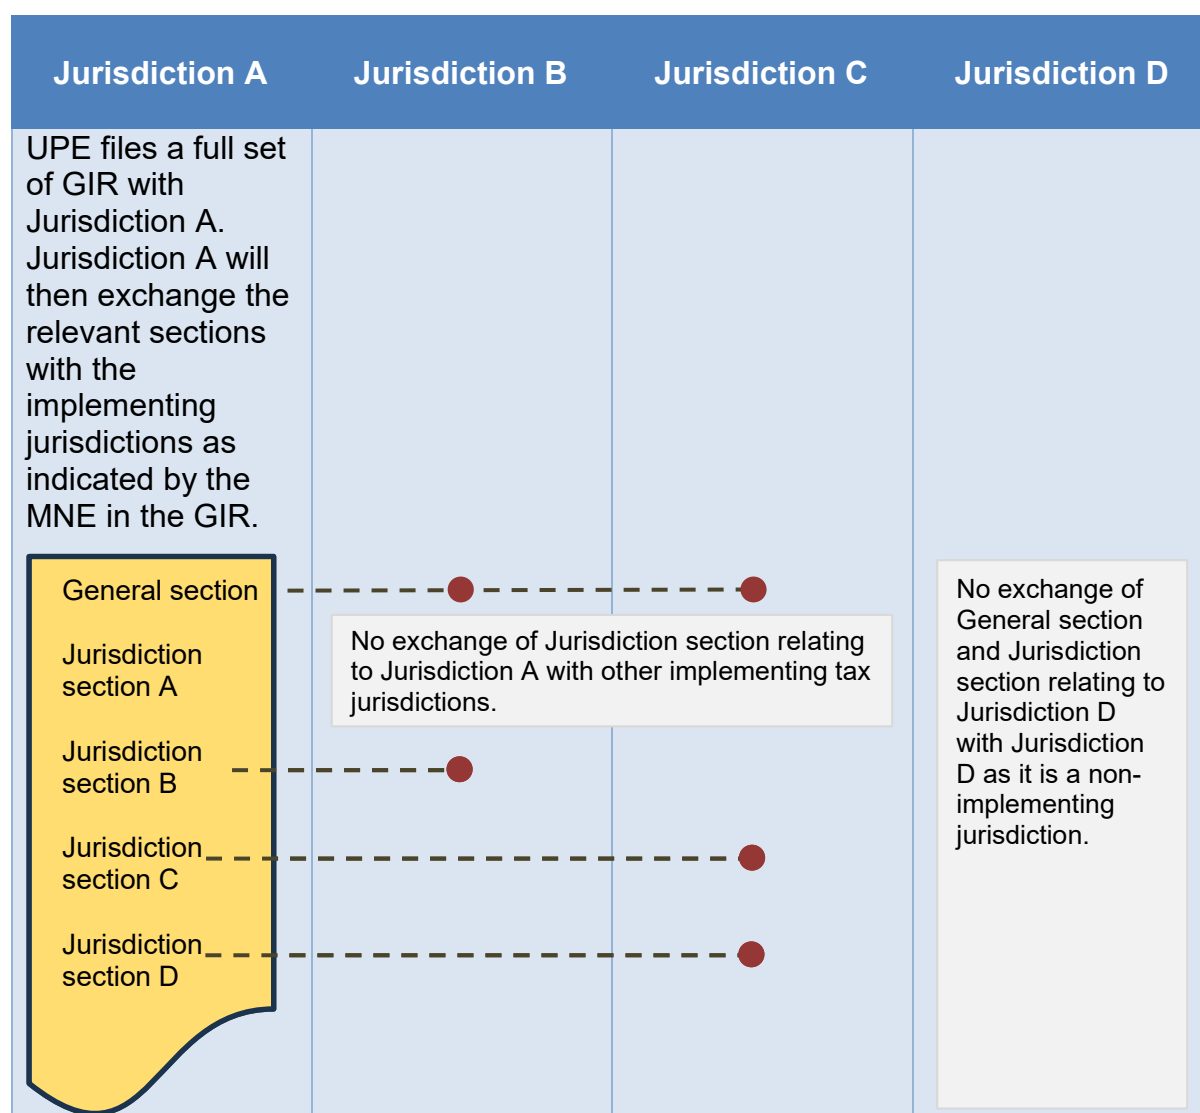 Jurisdiction A
Jurisdiction B
Jurisdiction C
Jurisdiction D
UPE files a full set
of GIR with
Jurisdiction A.
Jurisdiction A will
then exchange the
relevant sections
with the
implementing
jurisdictions as
indicated by the
MNE in the GIR.
General section
Jurisdiction
section A
Jurisdiction
section B
Jurisdiction
section C
Jurisdiction
section D
No exchange of Jurisdiction section relating
to Jurisdiction A with other implementing tax
jurisdictions.
No exchange of
General section
and Jurisdiction
section relating to
Jurisdiction D
with Jurisdiction
D as it is a non-
implementing
jurisdiction.